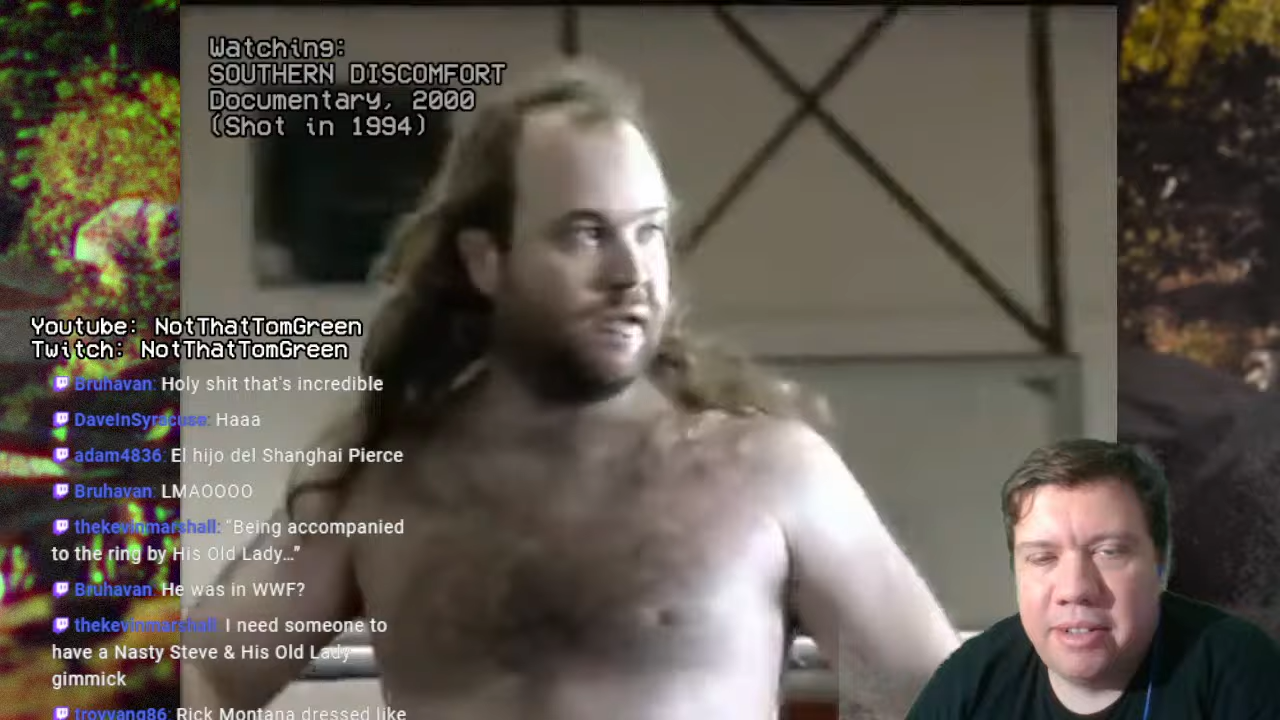 Watching:
SOUTHERN DISCOMFORT
Documentary, 2000
(Shot in 1994)
Youtube: NotThatTomGreen
Twitch: NotThatTomGreen
Bruhavan: Holy shit that's incredible
DaveInSyracuse: Haaa
adam4836: El hijo del Shanghai Pierce
Bruhavan: LMAOOOO
thekevinmarshall: "Being accompanied
to the ring by His Old Lady…"
Bruhavan: He was in WWF?
thekevinmarshall: I need someone to
have a Nasty Steve & His Old Lady
gimmick
troyyang86: Rick Montana dressed like